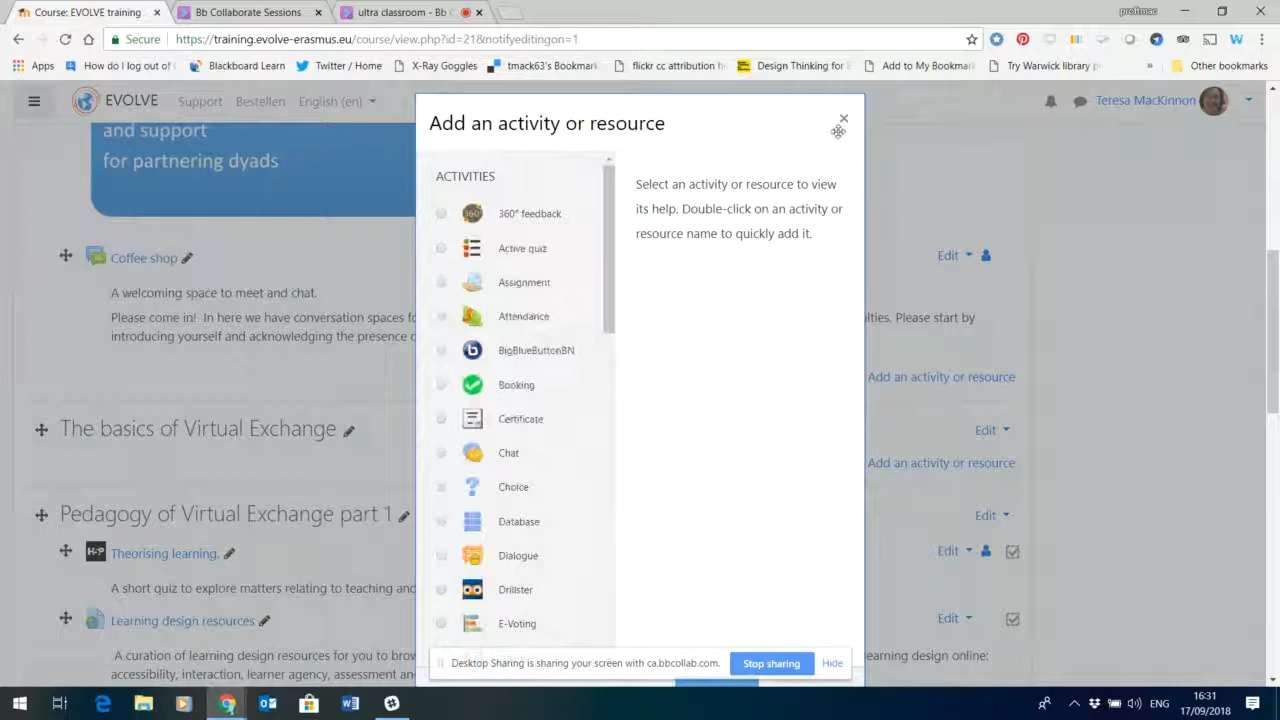 Course: EVOLVE training
Bb Collaborate Sessions
ultra classroom - Bb C
proftmac
Secure
https://training.evolve-erasmus.eu/course/view.php?id=21&notifyeditingon=1
Apps
How do I log out of
Blackboard Learn
Twitter / Home
X-Ray Goggles
tmack63's Bookmark
flickr cc attribution
Design Thinking for E
Add to My Bookmark
Try Warwick library p
»
Other bookmarks
EVOLVE
Support
Bestellen
English (en)
Teresa MacKinnon
and support
for partnering dyads
Add an activity or resource
ACTIVITIES
360° feedback
Active quiz
Assignment
Attendance
BigBlueButtonBN
Booking
Certificate
Chat
Choice
Database
Dialogue
Drillster
E-Voting
Select an activity or resource to view
its help. Double-click on an activity or
resource name to quickly add it.
Coffee shop
Edit
A welcoming space to meet and chat.
Please come in! In here we have conversation spaces fo
lties. Please start by
introducing yourself and acknowledging the presence o
Add an activity or resource
The basics of Virtual Exchange
Edit
Add an activity or resource
Pedagogy of Virtual Exchange part 1
Edit
H-P
Theorising learning.
Edit
A short quiz to explore matters relating to teaching and
Learning design resources
Edit
A curation of learning design resources for you to brow
earning design online:
accessibility, interaction, learner agency, assessment and
Desktop Sharing is sharing your screen with ca.bbcollab.com.
Stop sharing
Hide
ENG
16:31
17/09/2018